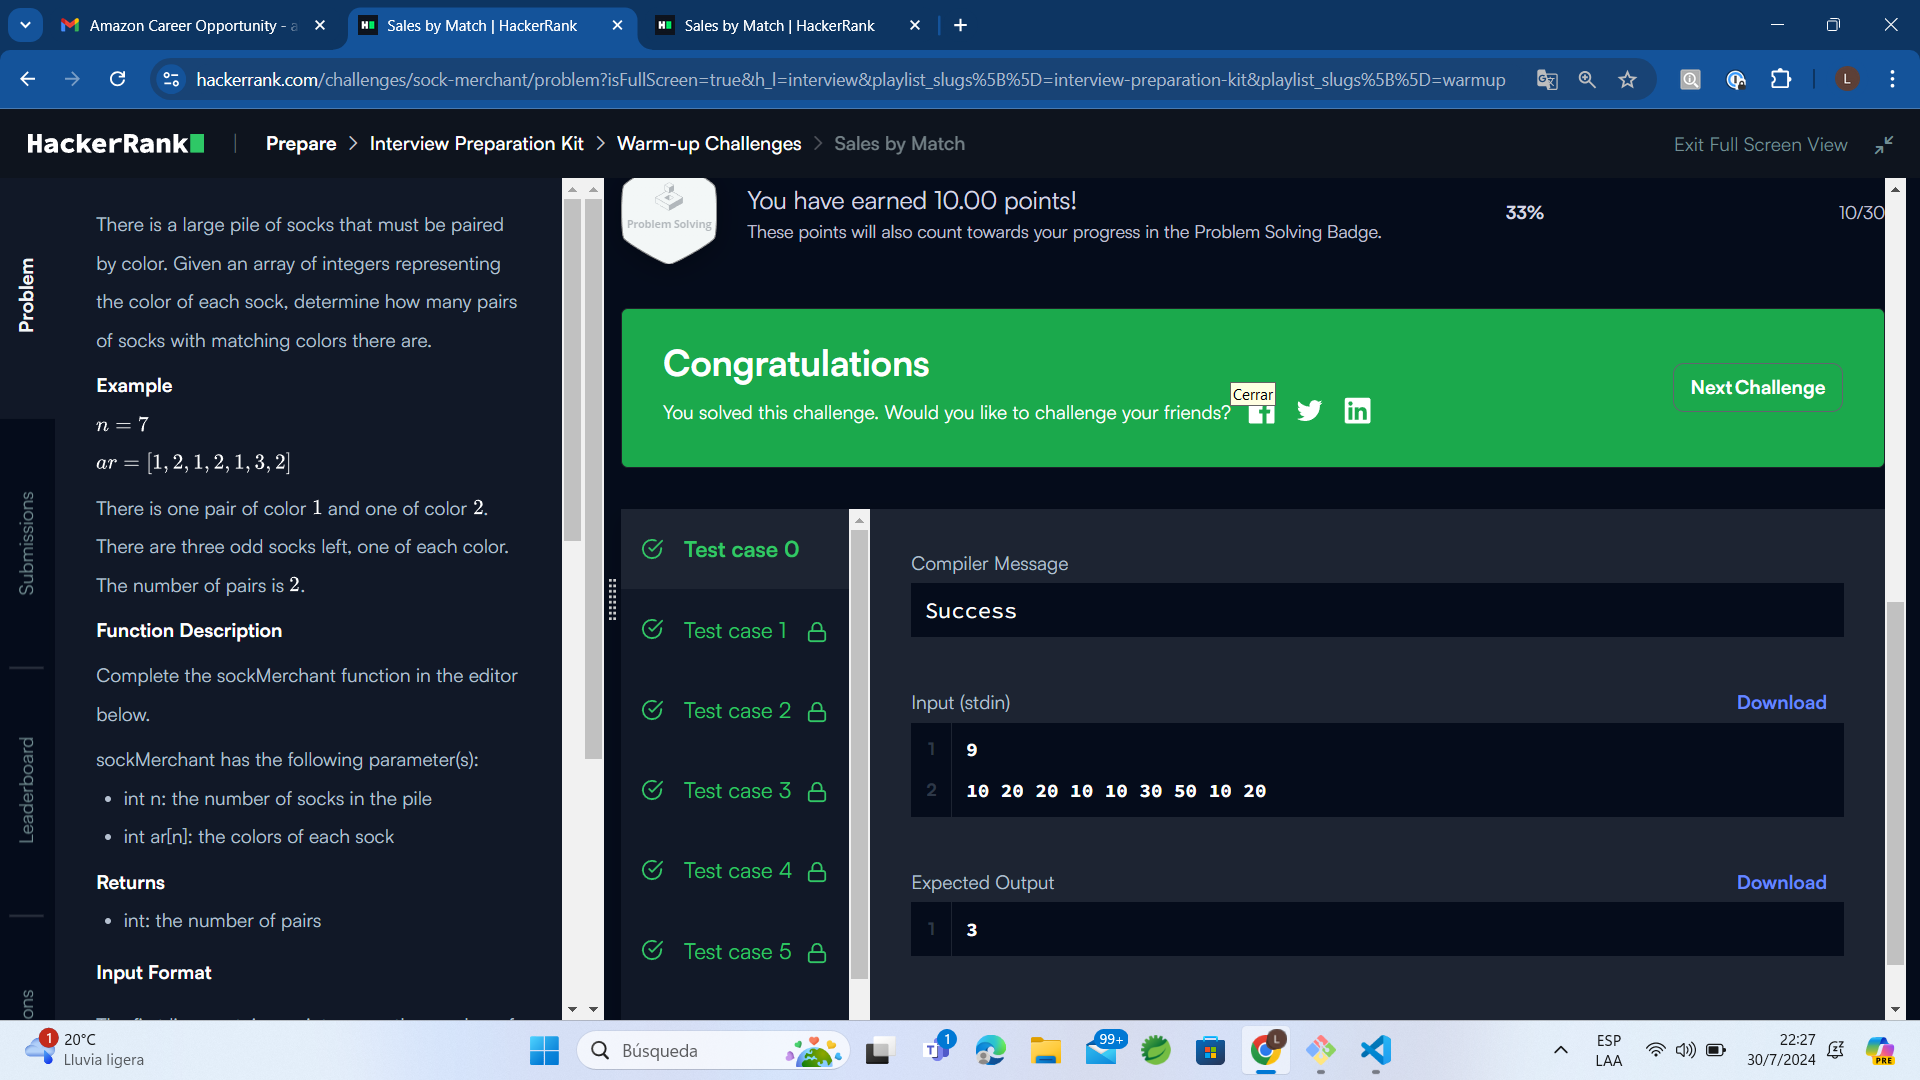 Amazon Career Opportunity - a
Sales by Match | HackerRank
Sales by Match | HackerRank
hackerrank.com/challenges/sock-merchant/problem?isFullScreen=true&h_l=interview&playlist_slugs%5B%5D=interview-preparation-kit&playlist_slugs%5B%5D=warmup
L
HackerRank
Prepare > Interview Preparation Kit > Warm-up Challenges > Sales by Match
Exit Full Screen View
Problem
Submissions
Leaderboard
ons
There is a large pile of socks that must be paired
by color. Given an array of integers representing
the color of each sock, determine how many pairs
of socks with matching colors there are.
Example
n = 7
ar = [1, 2, 1, 2, 1, 3, 2]
There is one pair of color 1 and one of color 2.
There are three odd socks left, one of each color.
The number of pairs is 2.
Function Description
Complete the sockMerchant function in the editor
below.
sockMerchant has the following parameter(s):
• int n: the number of socks in the pile
• int ar[n]: the colors of each sock
Returns
• int: the number of pairs
Input Format
Problem Solving
You have earned 10.00 points!
These points will also count towards your progress in the Problem Solving Badge.
33%
10/30
Congratulations
You solved this challenge. Would you like to challenge your friends?
Cerrar
Next Challenge
Test case 0
Test case 1
Test case 2
Test case 3
Test case 4
Test case 5
Compiler Message
Success
Input (stdin)
Download
1 9
2 10 20 20 10 10 30 50 10 20
Expected Output
Download
1 3
1
20°C
Lluvia ligera
Búsqueda
1
99+
L
ESP
LAA
22:27
30/7/2024
PRE